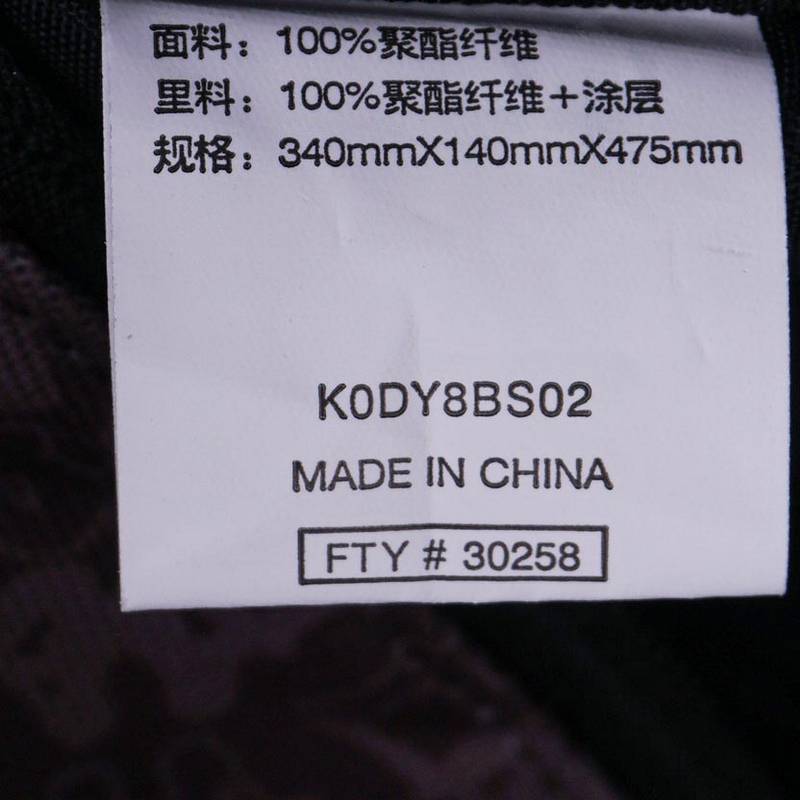 面料：100%聚酯纤维
里料：100%聚酯纤维+涂层
规格：340mmX140mmX475mm
K0DY8BS02
MADE IN CHINA
FTY # 30258